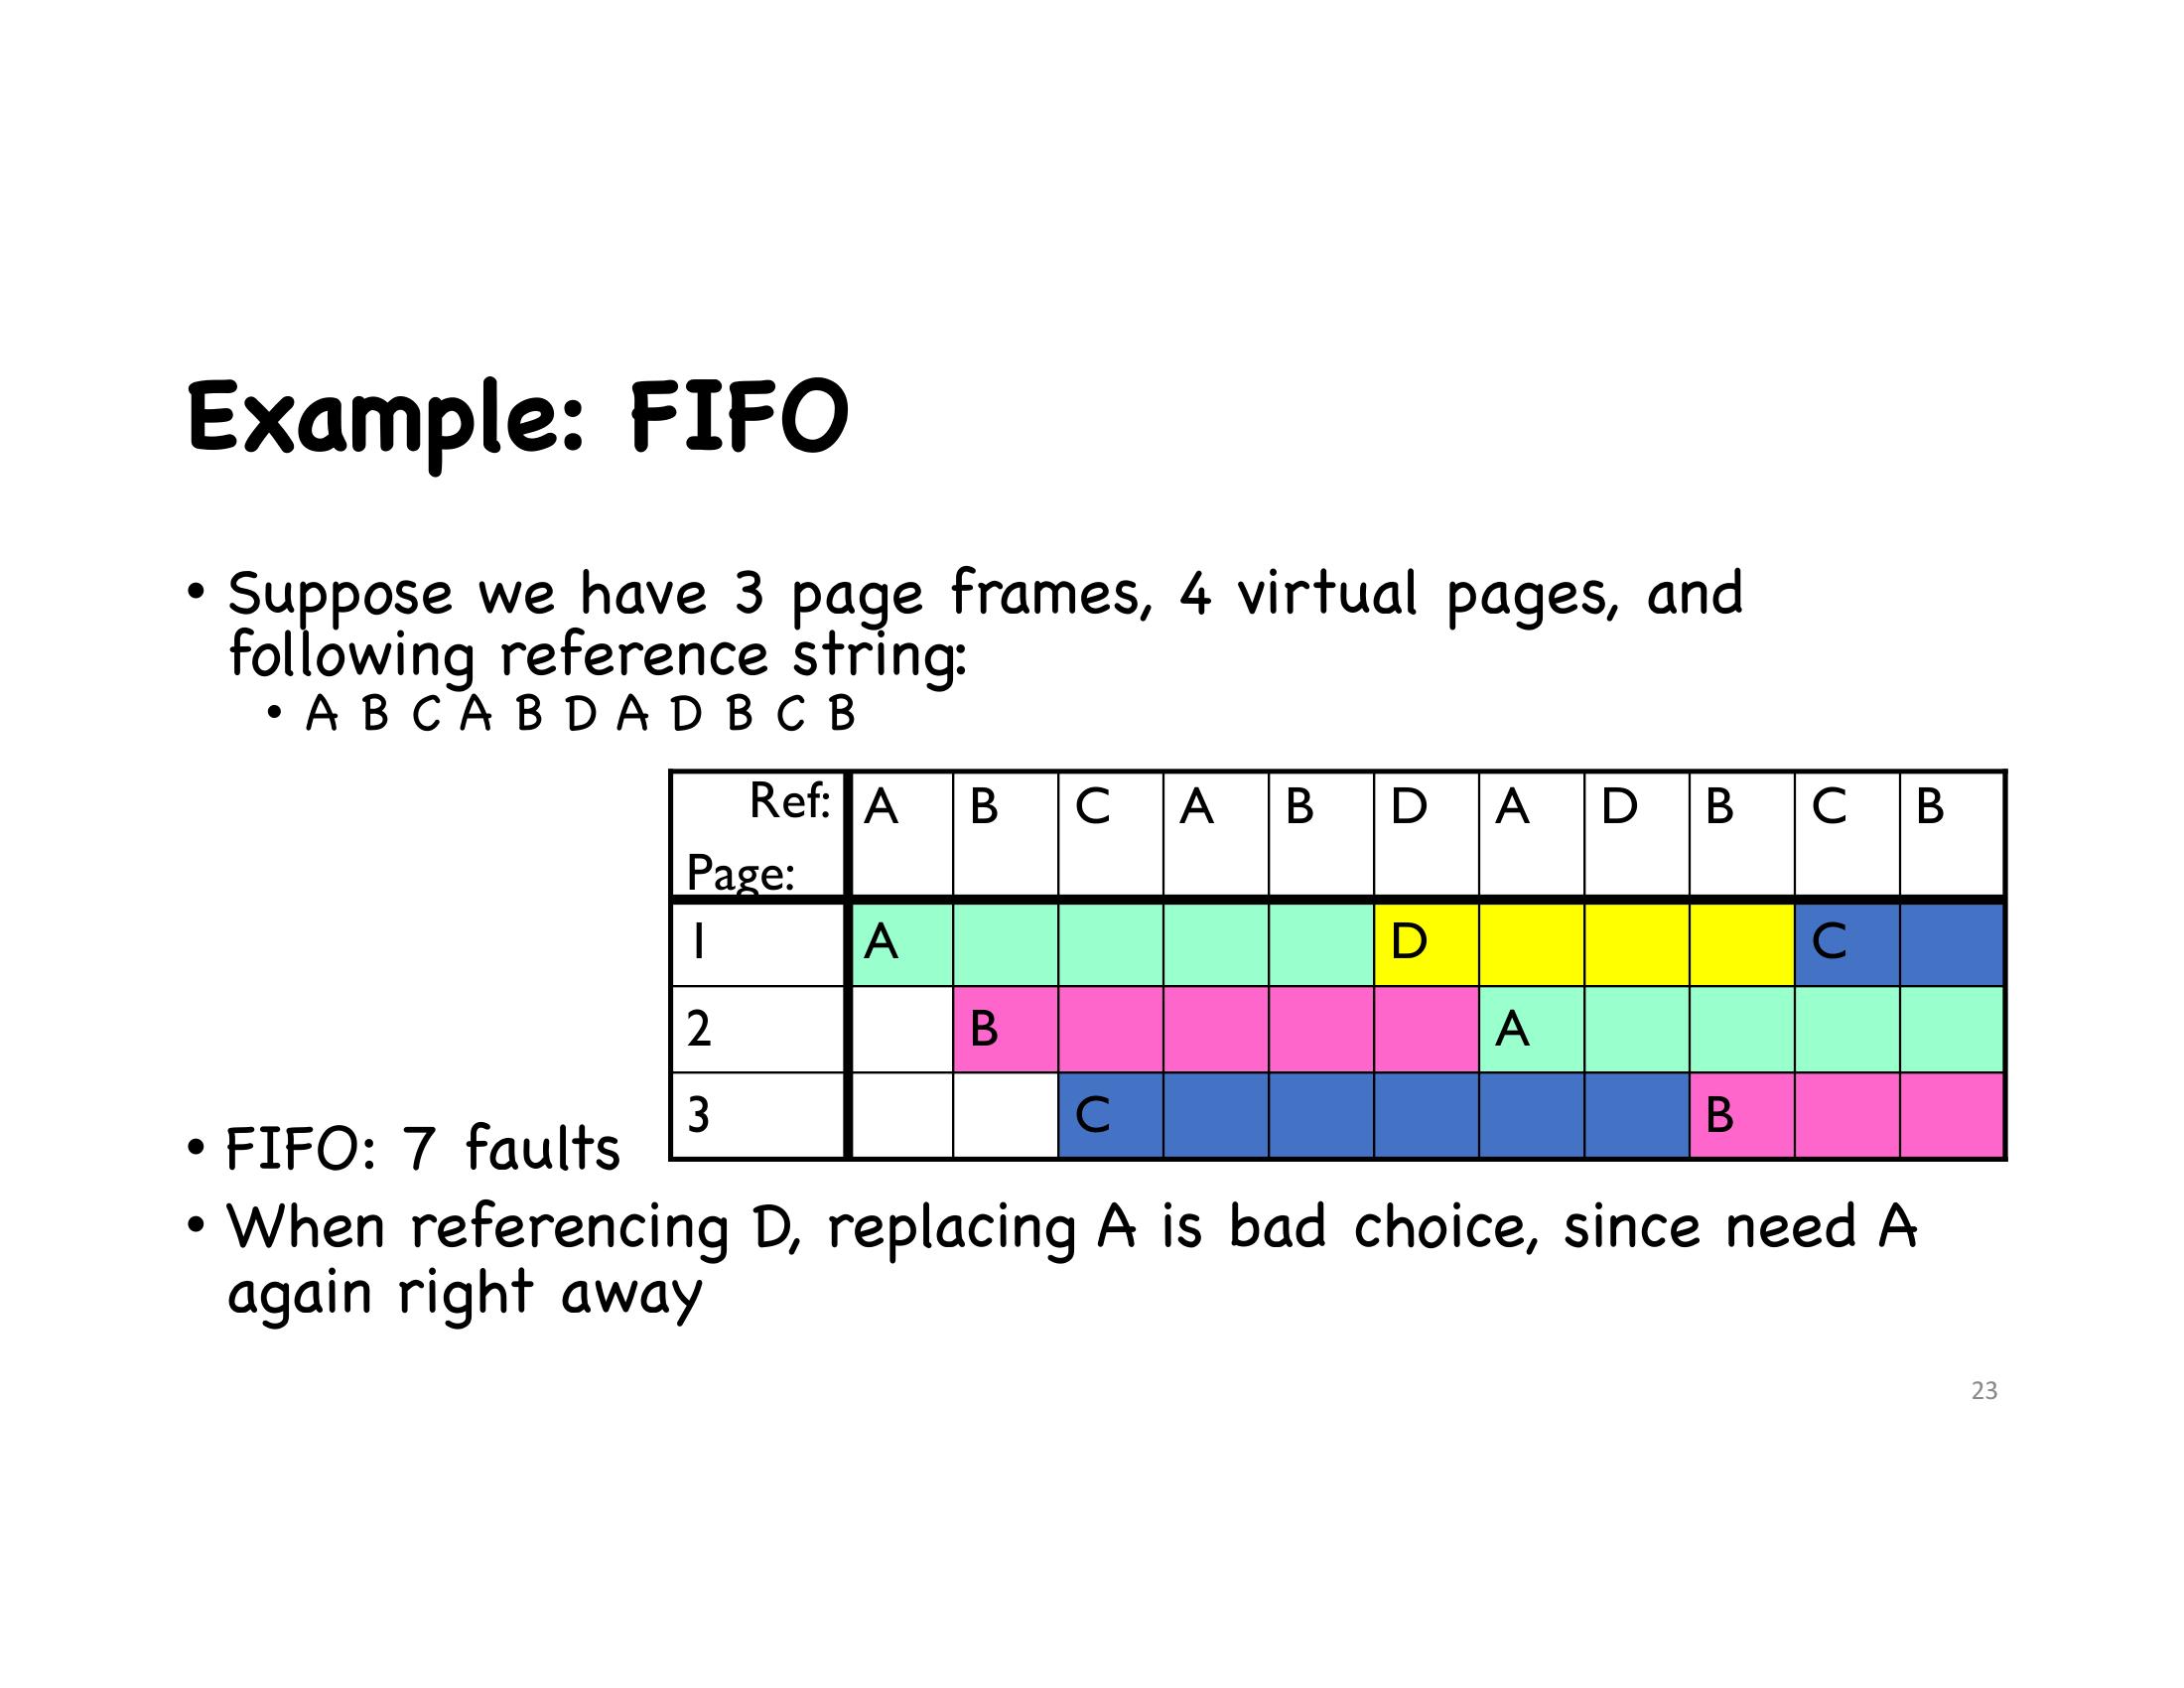 Example: FIFO
• Suppose we have 3 page frames, 4 virtual pages, and
following reference string:
• A B C A B D A D B C B
Ref: A B C A B D A D B C B
Page:
1 A D C
2 B A
3 C B
• FIFO: 7 faults
• When referencing D, replacing A is bad choice, since need A
again right away
23